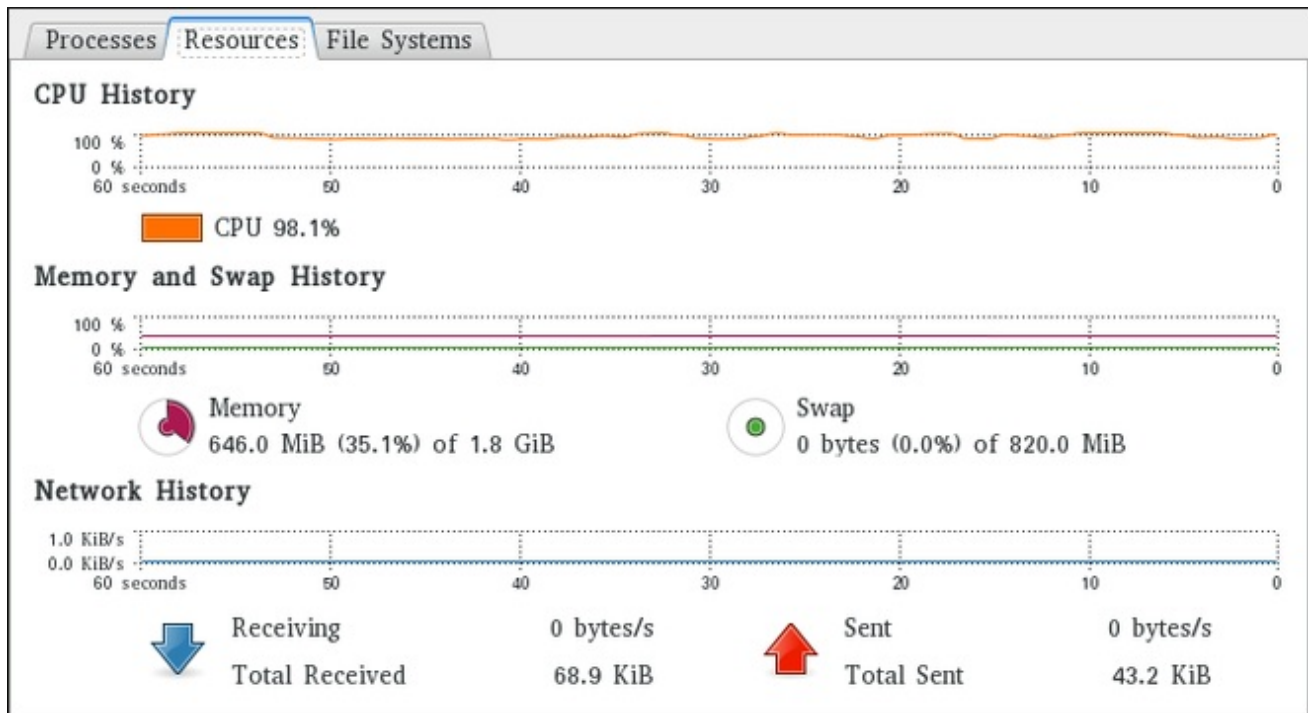 Processes Resources File Systems
CPU History
100 %
0 %
60 seconds 50 40 30 20 10 0
CPU 98.1%
Memory and Swap History
100 %
0 %
60 seconds 50 40 30 20 10 0
Memory Swap
646.0 MiB (35.1%) of 1.8 GiB 0 bytes (0.0%) of 820.0 MiB
Network History
1.0 KiB/s
0.0 KiB/s
60 seconds 50 40 30 20 10 0
Receiving 0 bytes/s Sent 0 bytes/s
Total Received 68.9 KiB Total Sent 43.2 KiB